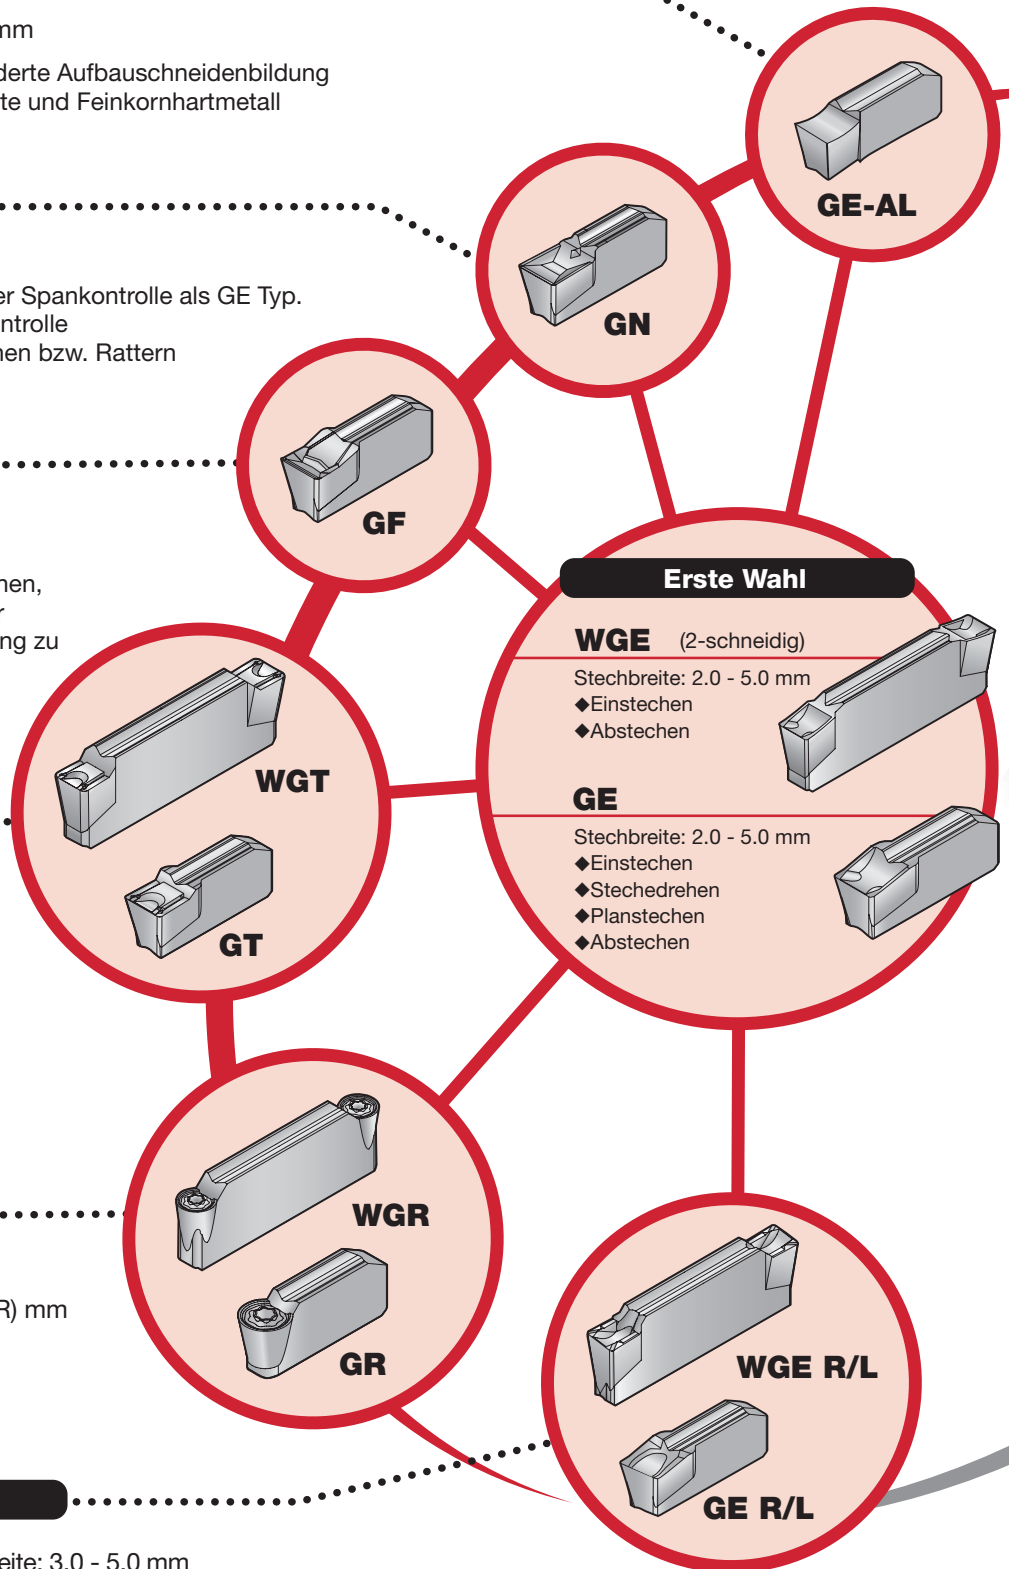 mm
derte Aufbauschneidenbildung
te und Feinkornhartmetall
GE-AL
er Spankontrolle als GE Typ.
ntrolle
nen bzw. Rattern
GN
GF
nen,
r
ng zu
Erste Wahl
WGE (2-schneidig)
Stechbreite: 2.0 - 5.0 mm
◆Einstechen
◆Abstechen
GE
Stechbreite: 2.0 - 5.0 mm
◆Einstechen
◆Stechedrehen
◆Planstechen
◆Abstechen
WGT
GT
WGR
R) mm
GR
WGE R/L
GE R/L
eite: 3.0 - 5.0 mm